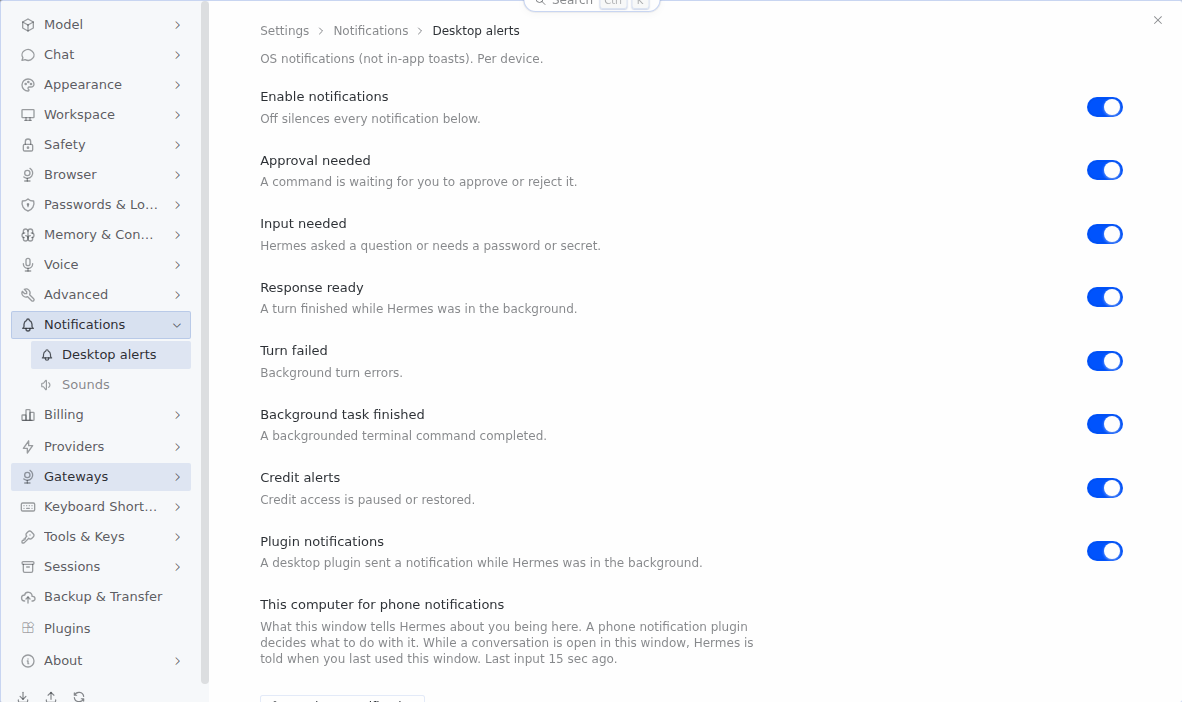 Search Ctrl K
Model
Chat
Appearance
Workspace
Safety
Browser
Passwords & Lo...
Memory & Con...
Voice
Advanced
Notifications
Desktop alerts
Sounds
Billing
Providers
Gateways
Keyboard Short...
Tools & Keys
Sessions
Backup & Transfer
Plugins
About
Settings > Notifications > Desktop alerts
OS notifications (not in-app toasts). Per device.
Enable notifications
Off silences every notification below.
Approval needed
A command is waiting for you to approve or reject it.
Input needed
Hermes asked a question or needs a password or secret.
Response ready
A turn finished while Hermes was in the background.
Turn failed
Background turn errors.
Background task finished
A backgrounded terminal command completed.
Credit alerts
Credit access is paused or restored.
Plugin notifications
A desktop plugin sent a notification while Hermes was in the background.
This computer for phone notifications
What this window tells Hermes about you being here. A phone notification plugin
decides what to do with it. While a conversation is open in this window, Hermes is
told when you last used this window. Last input 15 sec ago.